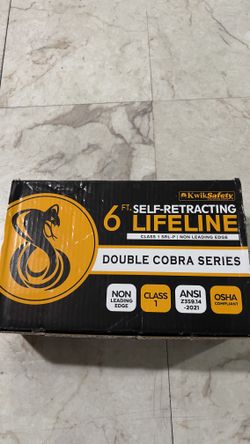 KwikSafety
6 FT. SELF-RETRACTING
LIFELINE
CLASS 1 SRL-P | NON LEADING EDGE
DOUBLE COBRA SERIES
NON
LEADING
EDGE
CLASS
1
ANSI
Z359.14
-2021
OSHA
COMPLIANT